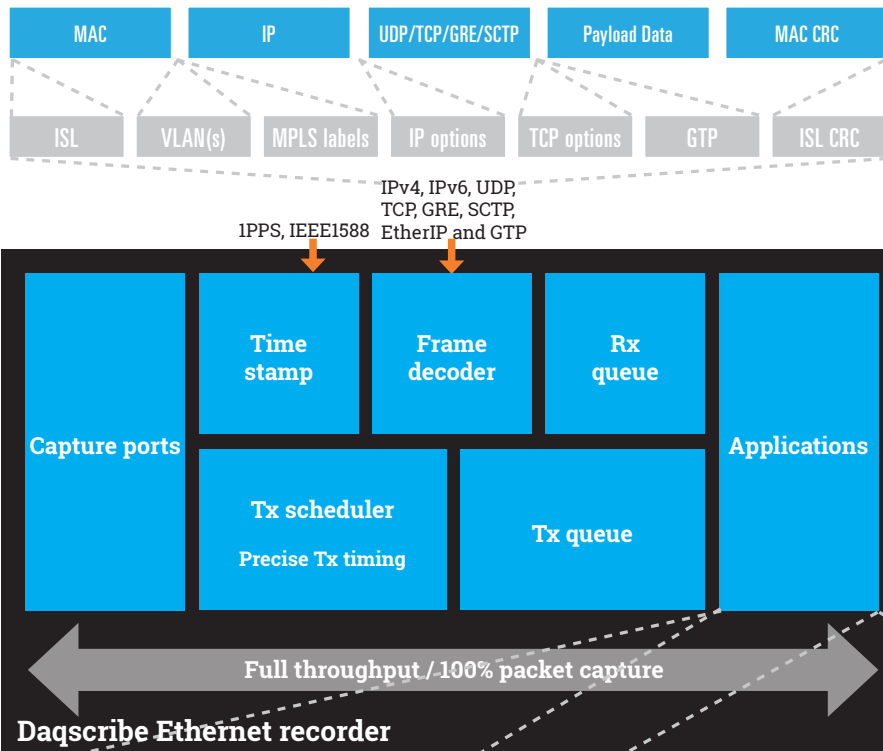 MAC
IP
UDP/TCP/GRE/SCTP
Payload Data
MAC CRC
ISL
VLAN(s)
MPLS labels
IP options
TCP options
GTP
ISL CRC
1PPS, IEEE1588
IPv4, IPv6, UDP,
TCP, GRE, SCTP,
EtherIP and GTP
Capture ports
Time
stamp
Frame
decoder
Rx
queue
Tx scheduler
Precise Tx timing
Tx queue
Applications
Full throughput / 100% packet capture
Daqscribe Ethernet recorder